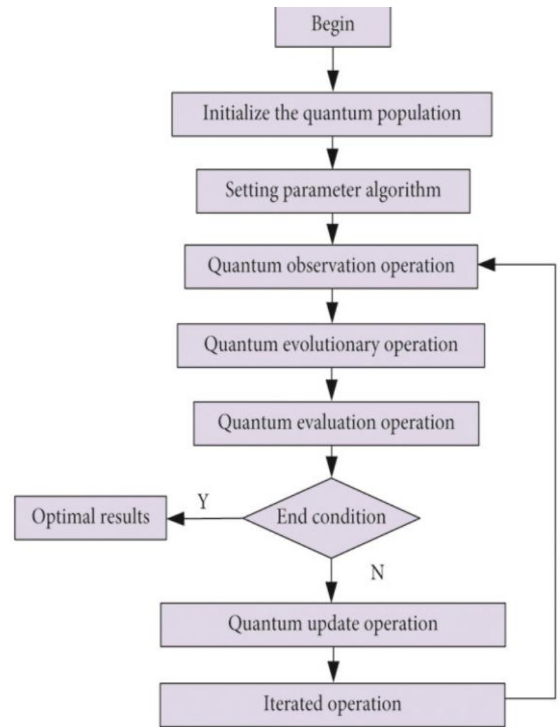 Begin
Initialize the quantum population
Setting parameter algorithm
Quantum observation operation
Quantum evolutionary operation
Quantum evaluation operation
Optimal results
Y
End condition
N
Quantum update operation
Iterated operation